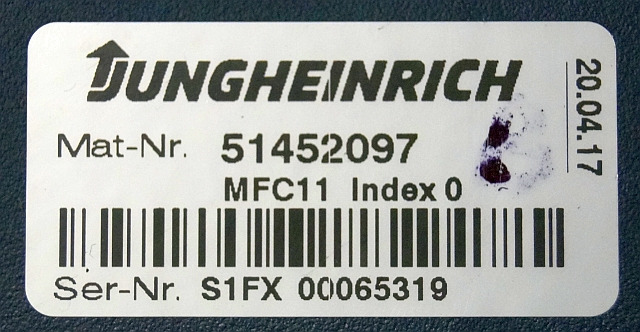 JUNGHEINRICH
Mat-Nr. 51452097
MFC11 Index 0
Ser-Nr. S1FX 00065319
20.04.17